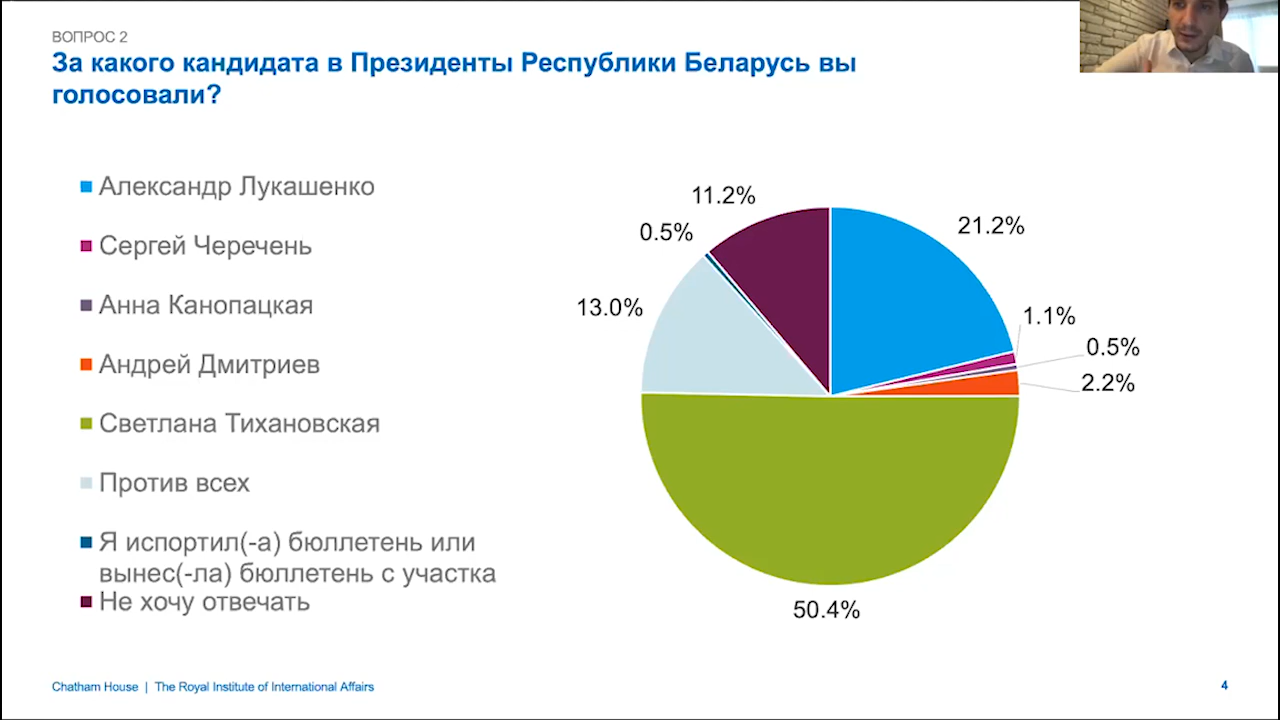 ВОПРОС 2
За какого кандидата в Президенты Республики Беларусь вы
голосовали?
Александр Лукашенко
Сергей Черечень
Анна Канопацкая
Андрей Дмитриев
Светлана Тихановская
Против всех
Я испортил(-а) бюллетень или
вынес(-ла) бюллетень с участка
Не хочу отвечать
11.2%
21.2%
0.5%
13.0%
1.1%
0.5%
2.2%
50.4%
Chatham House | The Royal Institute of International Affairs
4